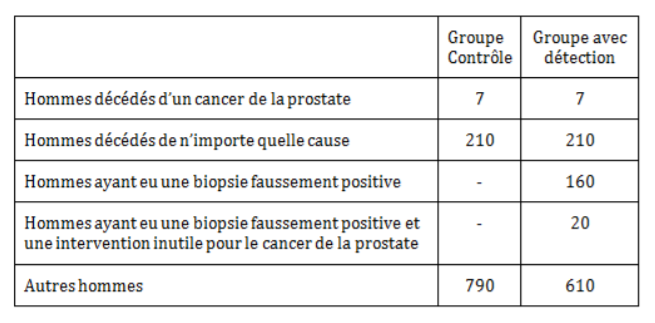 Groupe Contrôle
Groupe avec détection
Hommes décédés d'un cancer de la prostate 7 7
Hommes décédés de n'importe quelle cause 210 210
Hommes ayant eu une biopsie faussement positive - 160
Hommes ayant eu une biopsie faussement positive et
une intervention inutile pour le cancer de la prostate - 20
Autres hommes 790 610